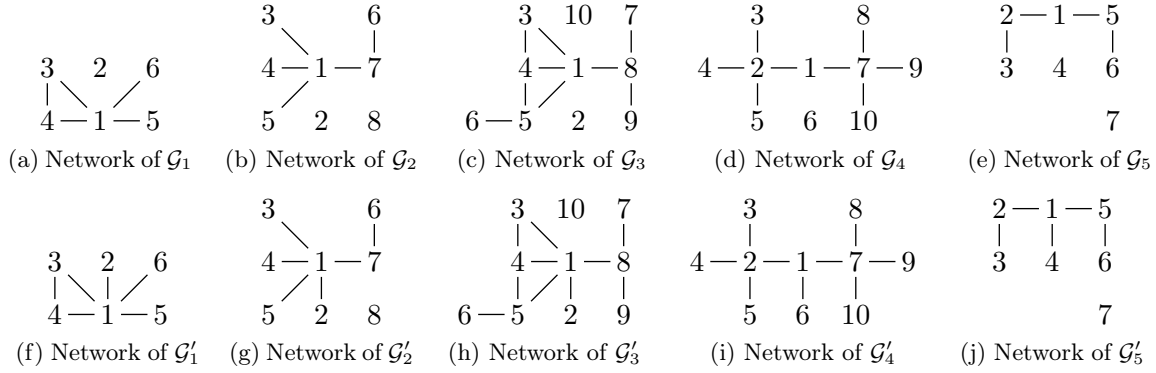 3 2 6
4 1 5
(a) Network of 𝒢₁
3 6
4 1 7
5 2 8
(b) Network of 𝒢₂
3 10 7
4 1 8
6 5 2 9
(c) Network of 𝒢₃
3 8
4 2 1 7 9
5 6 10
(d) Network of 𝒢₄
2 1 5
3 4 6
7
(e) Network of 𝒢₅
3 2 6
4 1 5
(f) Network of 𝒢₁′
3 6
4 1 7
5 2 8
(g) Network of 𝒢₂′
3 10 7
4 1 8
6 5 2 9
(h) Network of 𝒢₃′
3 8
4 2 1 7 9
5 6 10
(i) Network of 𝒢₄′
2 1 5
3 4 6
7
(j) Network of 𝒢₅′